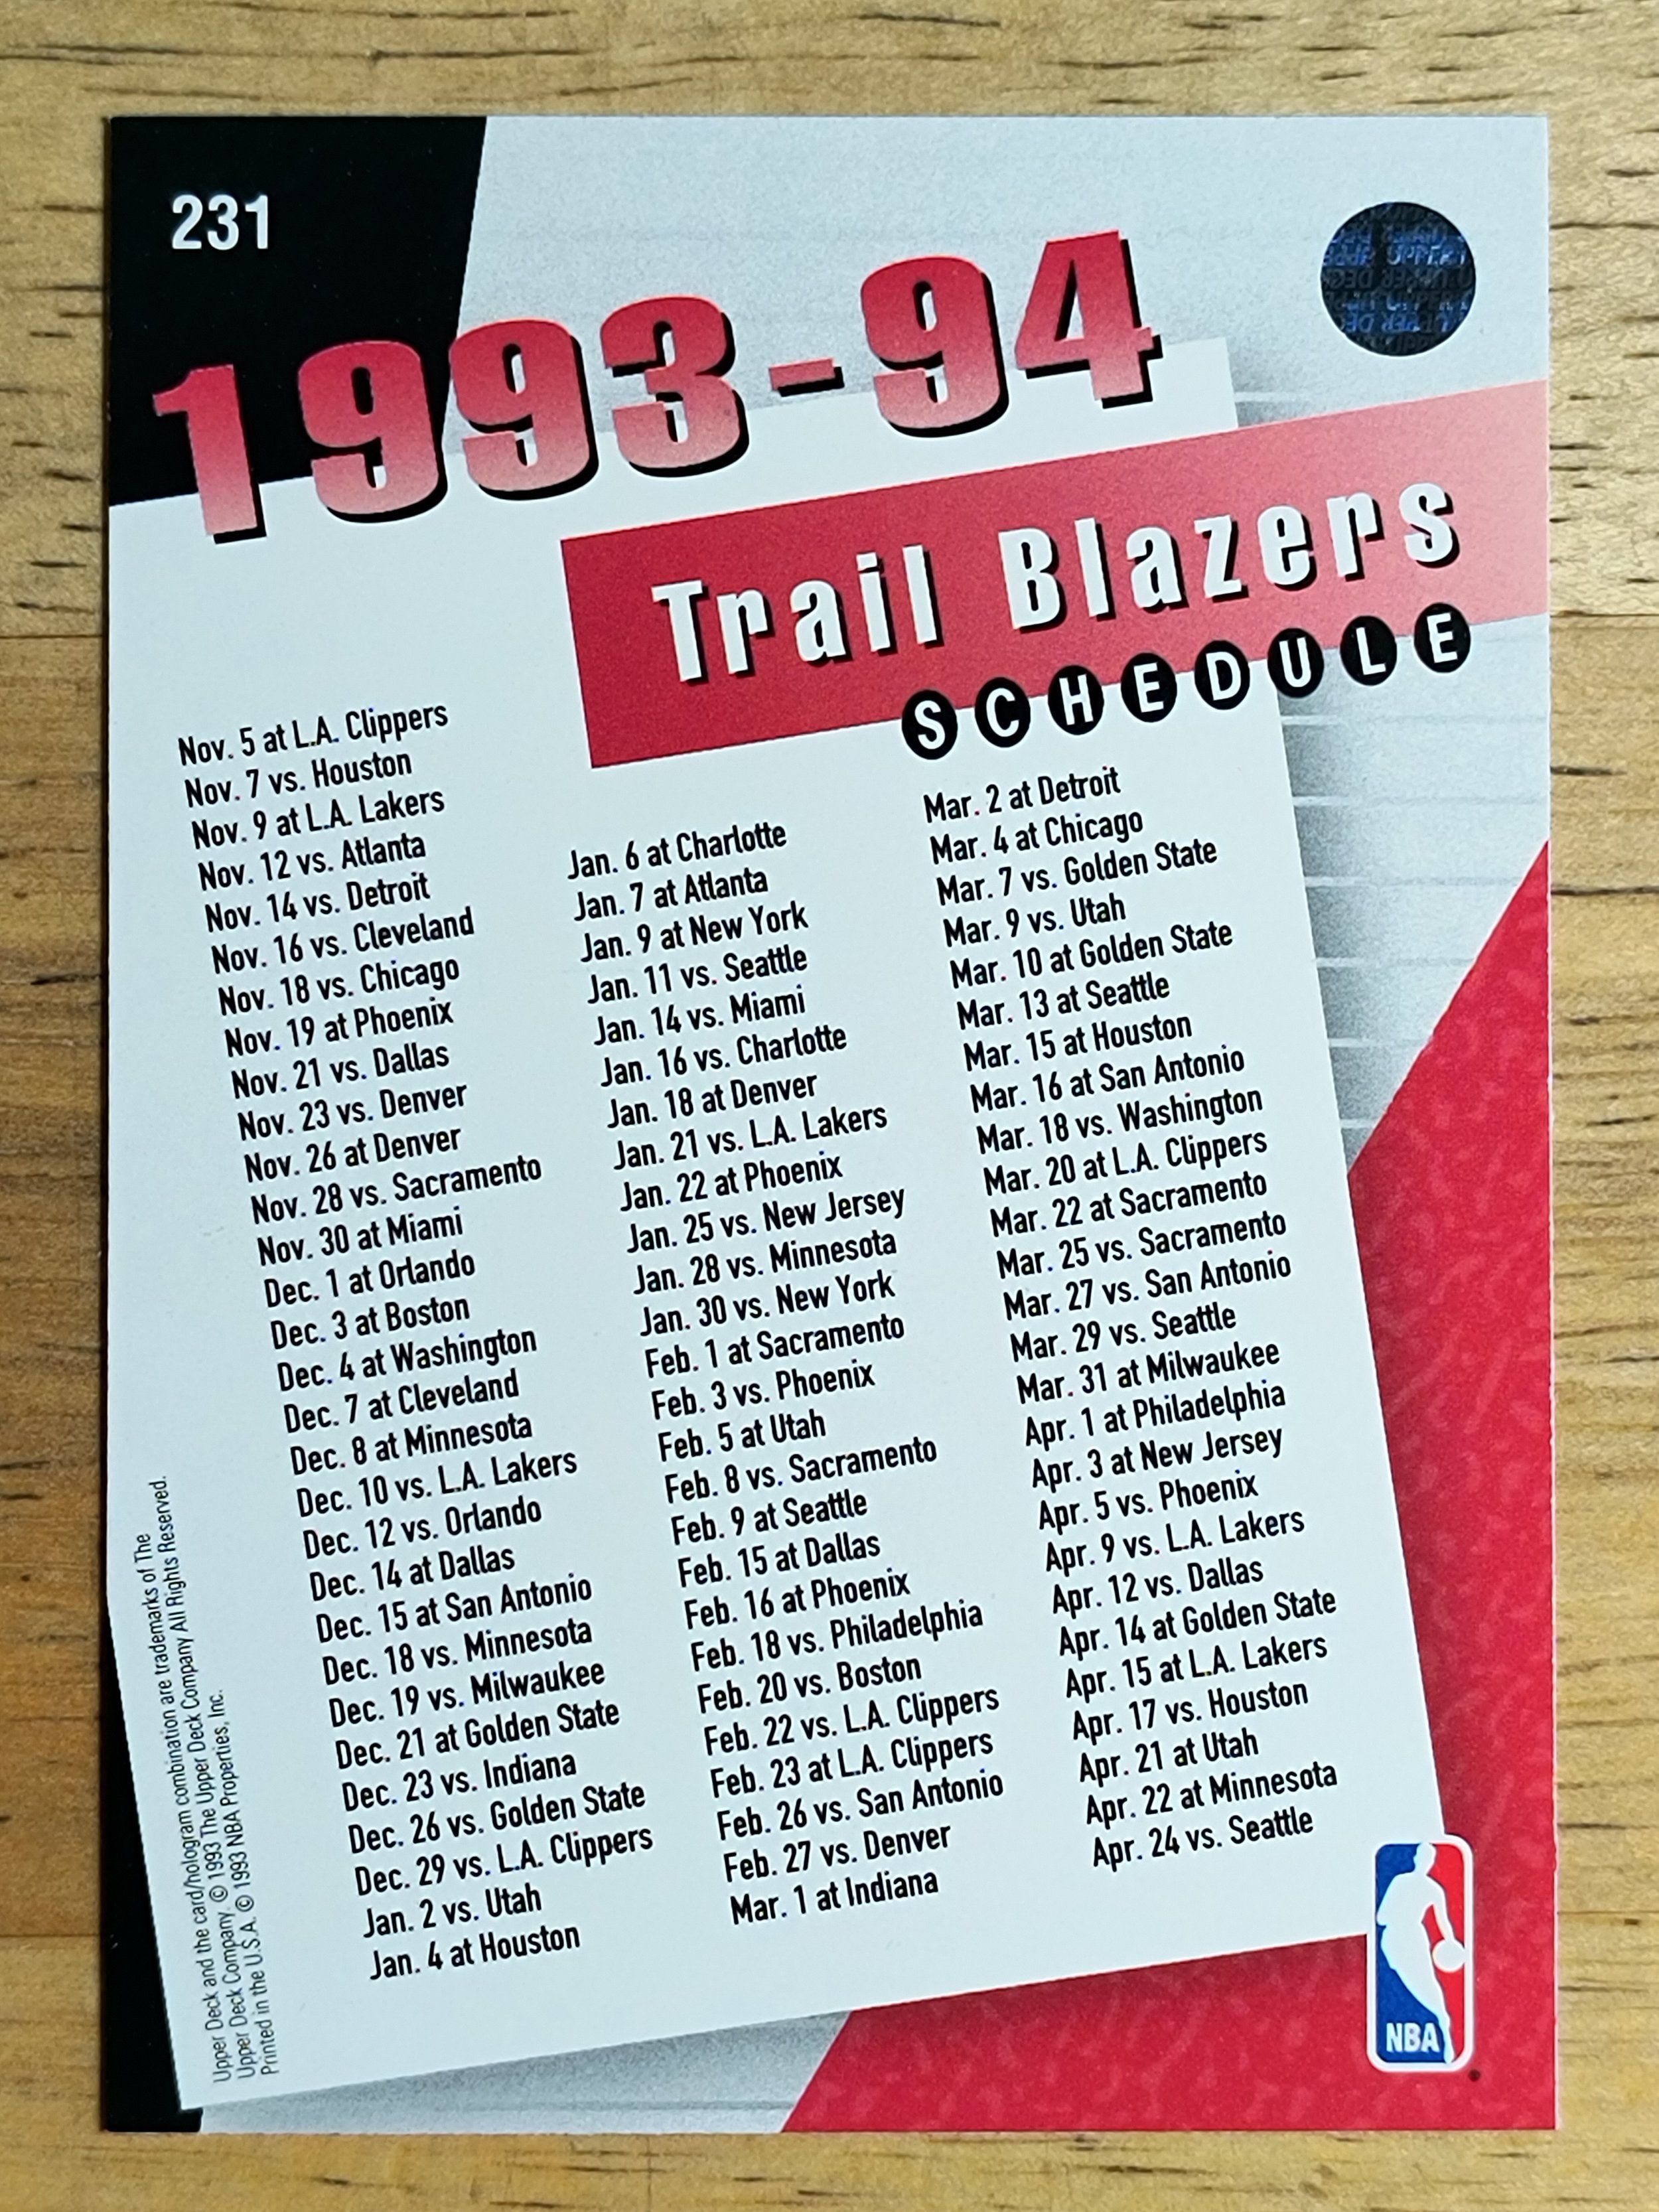 231
1993-94
Trail Blazers
SCHEDULE
Nov. 5 at L.A. Clippers
Nov. 7 vs. Houston
Nov. 9 at L.A. Lakers
Nov. 12 vs. Atlanta
Nov. 14 vs. Detroit
Nov. 16 vs. Cleveland
Nov. 18 vs. Chicago
Nov. 19 at Phoenix
Nov. 21 vs. Dallas
Nov. 23 vs. Denver
Nov. 26 at Denver
Nov. 28 vs. Sacramento
Nov. 30 at Miami
Dec. 1 at Orlando
Dec. 3 at Boston
Dec. 4 at Washington
Dec. 7 at Cleveland
Dec. 8 at Minnesota
Dec. 10 vs. L.A. Lakers
Dec. 12 vs. Orlando
Dec. 14 at Dallas
Dec. 15 at San Antonio
Dec. 18 vs. Minnesota
Dec. 19 vs. Milwaukee
Dec. 21 at Golden State
Dec. 23 vs. Indiana
Dec. 26 vs. Golden State
Dec. 29 vs. L.A. Clippers
Jan. 2 vs. Utah
Jan. 4 at Houston
Jan. 6 at Charlotte
Jan. 7 at Atlanta
Jan. 9 at New York
Jan. 11 vs. Seattle
Jan. 14 vs. Miami
Jan. 16 vs. Charlotte
Jan. 18 at Denver
Jan. 21 vs. L.A. Lakers
Jan. 22 at Phoenix
Jan. 25 vs. New Jersey
Jan. 28 vs. Minnesota
Jan. 30 vs. New York
Feb. 1 at Sacramento
Feb. 3 vs. Phoenix
Feb. 5 at Utah
Feb. 8 vs. Sacramento
Feb. 9 at Seattle
Feb. 15 at Dallas
Feb. 16 at Phoenix
Feb. 18 vs. Philadelphia
Feb. 20 vs. Boston
Feb. 22 vs. L.A. Clippers
Feb. 23 at L.A. Clippers
Feb. 26 vs. San Antonio
Feb. 27 vs. Denver
Mar. 1 at Indiana
Mar. 2 at Detroit
Mar. 4 at Chicago
Mar. 7 vs. Golden State
Mar. 9 vs. Utah
Mar. 10 at Golden State
Mar. 13 at Seattle
Mar. 15 at Houston
Mar. 16 at San Antonio
Mar. 18 vs. Washington
Mar. 20 at L.A. Clippers
Mar. 22 at Sacramento
Mar. 25 vs. Sacramento
Mar. 27 vs. San Antonio
Mar. 29 vs. Seattle
Mar. 31 at Milwaukee
Apr. 1 at Philadelphia
Apr. 3 at New Jersey
Apr. 5 vs. Phoenix
Apr. 9 vs. L.A. Lakers
Apr. 12 vs. Dallas
Apr. 14 at Golden State
Apr. 15 at L.A. Lakers
Apr. 17 vs. Houston
Apr. 21 at Utah
Apr. 22 at Minnesota
Apr. 24 vs. Seattle
Upper Deck and the card/hologram combination are trademarks of The
Upper Deck Company. © 1993 The Upper Deck Company All Rights Reserved.
Printed in the U.S.A. © 1993 NBA Properties, Inc.
NBA